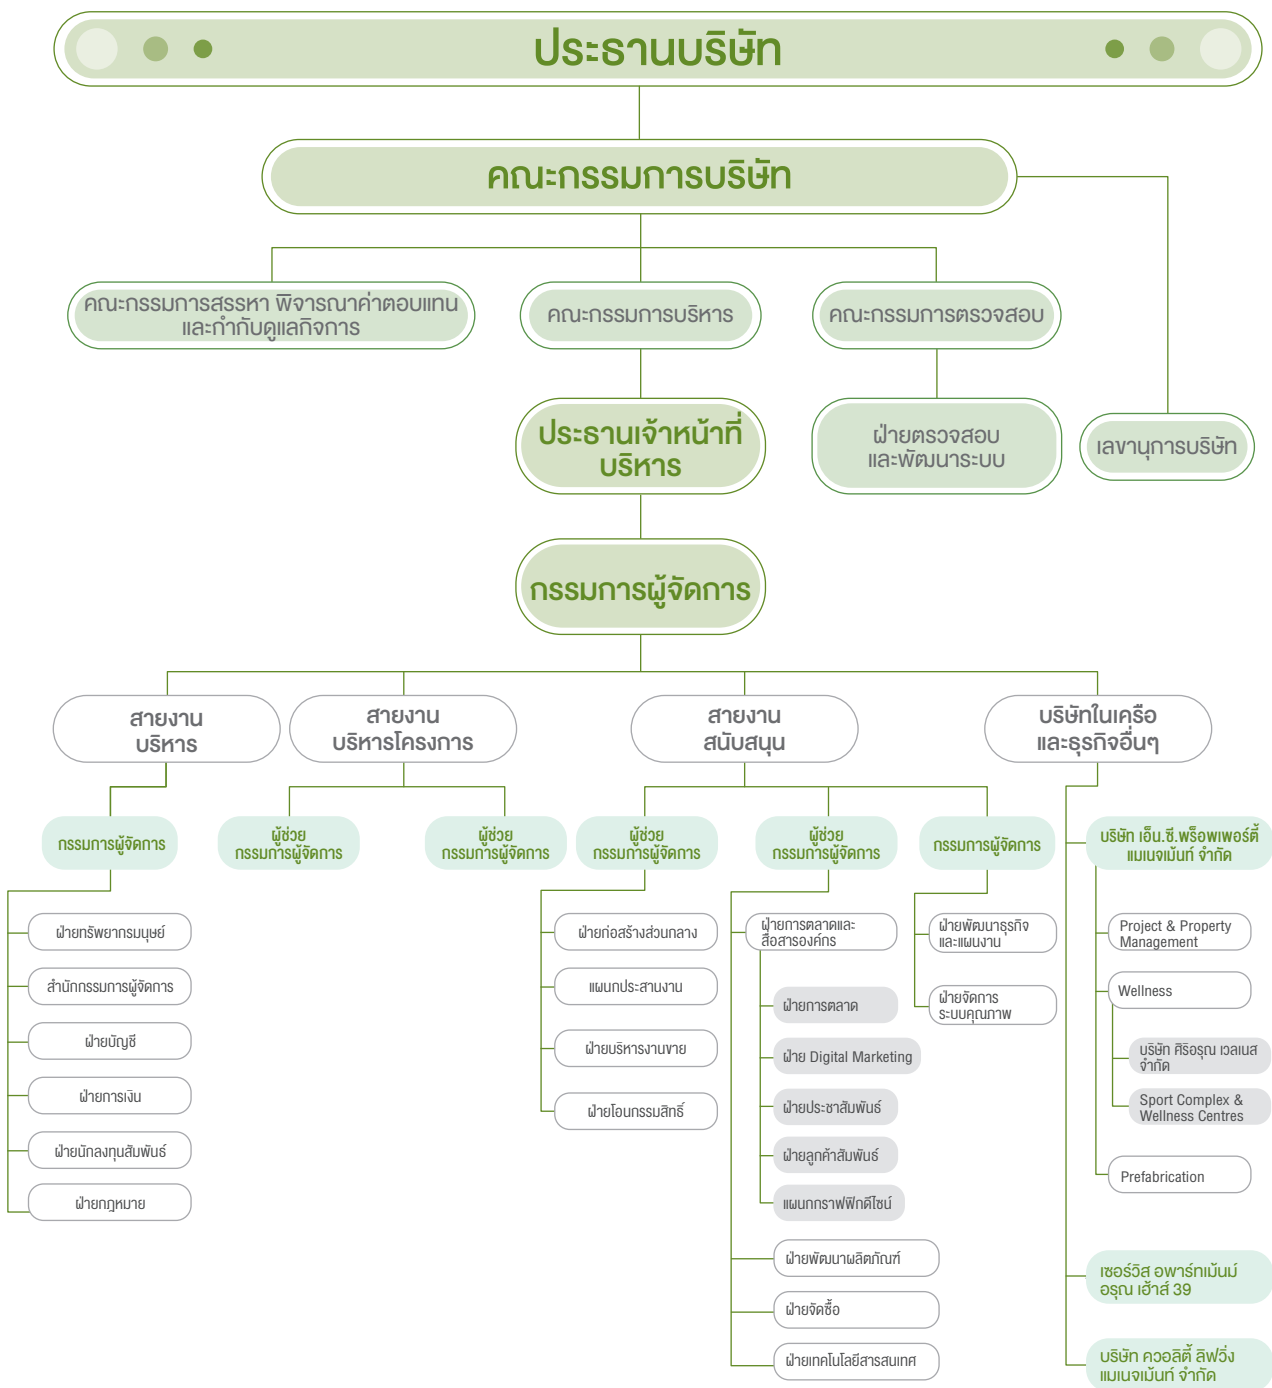 ประธานบริษัท
คณะกรรมการบริษัท
คณะกรรมการสรรหา พิจารณาค่าตอบแทน
และกำกับดูแลกิจการ
คณะกรรมการบริหาร
คณะกรรมการตรวจสอบ
ประธานเจ้าหน้าที่
บริหาร
ฝ่ายตรวจสอบ
และพัฒนาระบบ
เลขานุการบริษัท
กรรมการผู้จัดการ
สายงาน
บริหาร
สายงาน
บริหารโครงการ
สายงาน
สนับสนุน
บริษัทในเครือ
และธุรกิจอื่นๆ
กรรมการผู้จัดการ
ผู้ช่วย
กรรมการผู้จัดการ
ผู้ช่วย
กรรมการผู้จัดการ
ผู้ช่วย
กรรมการผู้จัดการ
ผู้ช่วย
กรรมการผู้จัดการ
กรรมการผู้จัดการ
บริษัท เอ็น.ซี.พร็อพเพอร์ตี้
แมเนจเม้นท์ จำกัด
ฝ่ายทรัพยากรมนุษย์
สำนักกรรมการผู้จัดการ
ฝ่ายบัญชี
ฝ่ายการเงิน
ฝ่ายนักลงทุนสัมพันธ์
ฝ่ายกฎหมาย
ฝ่ายก่อสร้างส่วนกลาง
แผนกประสานงาน
ฝ่ายบริหารงานขาย
ฝ่ายโอนกรรมสิทธิ์
ฝ่ายการตลาดและ
สื่อสารองค์กร
ฝ่ายการตลาด
ฝ่าย Digital Marketing
ฝ่ายประชาสัมพันธ์
ฝ่ายลูกค้าสัมพันธ์
แผนกกราฟฟิกดีไซน์
ฝ่ายพัฒนาผลิตภัณฑ์
ฝ่ายจัดซื้อ
ฝ่ายเทคโนโลยีสารสนเทศ
ฝ่ายพัฒนาธุรกิจ
และแผนงาน
ฝ่ายจัดการ
ระบบคุณภาพ
Project & Property
Management
Wellness
บริษัท ศิริอรุณ เวลเนส
จำกัด
Sport Complex &
Wellness Centres
Prefabrication
เซอร์วิส อพาร์ทเม้นม์
อรุณ เฮ้าส์ 39
บริษัท ควอลิตี้ ลิฟวิ่ง
แมเนจเม้นท์ จำกัด